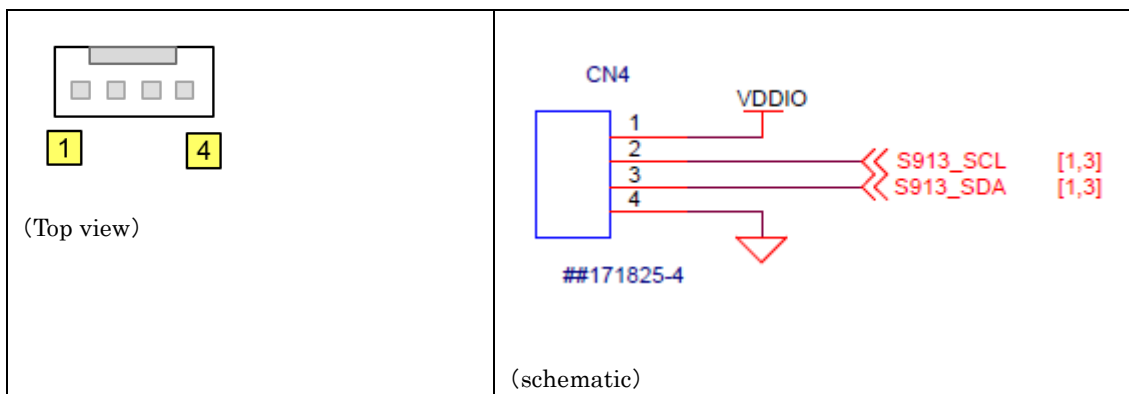 1
4
(Top view)
CN4
VDDIO
1
2
3
4
S913_SCL [1,3]
S913_SDA [1,3]
##171825-4
(schematic)